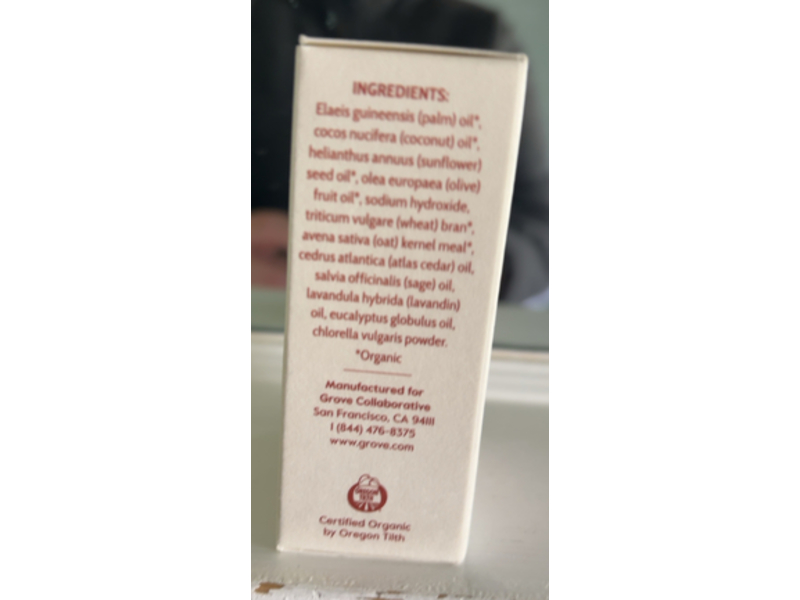 INGREDIENTS:
Elaeis guineensis (palm) oil*,
cocos nucifera (coconut) oil*,
helianthus annuus (sunflower)
seed oil*, olea europaea (olive)
fruit oil*, sodium hydroxide,
triticum vulgare (wheat) bran*,
avena sativa (oat) kernel meal*,
cedrus atlantica (atlas cedar) oil,
salvia officinalis (sage) oil,
lavandula hybrida (lavandin)
oil, eucalyptus globulus oil,
chlorella vulgaris powder.
*Organic
Manufactured for
Grove Collaborative
San Francisco, CA 94111
1 (844) 476-8375
www.grove.com
OREGON
TILTH
Certified Organic
by Oregon Tilth